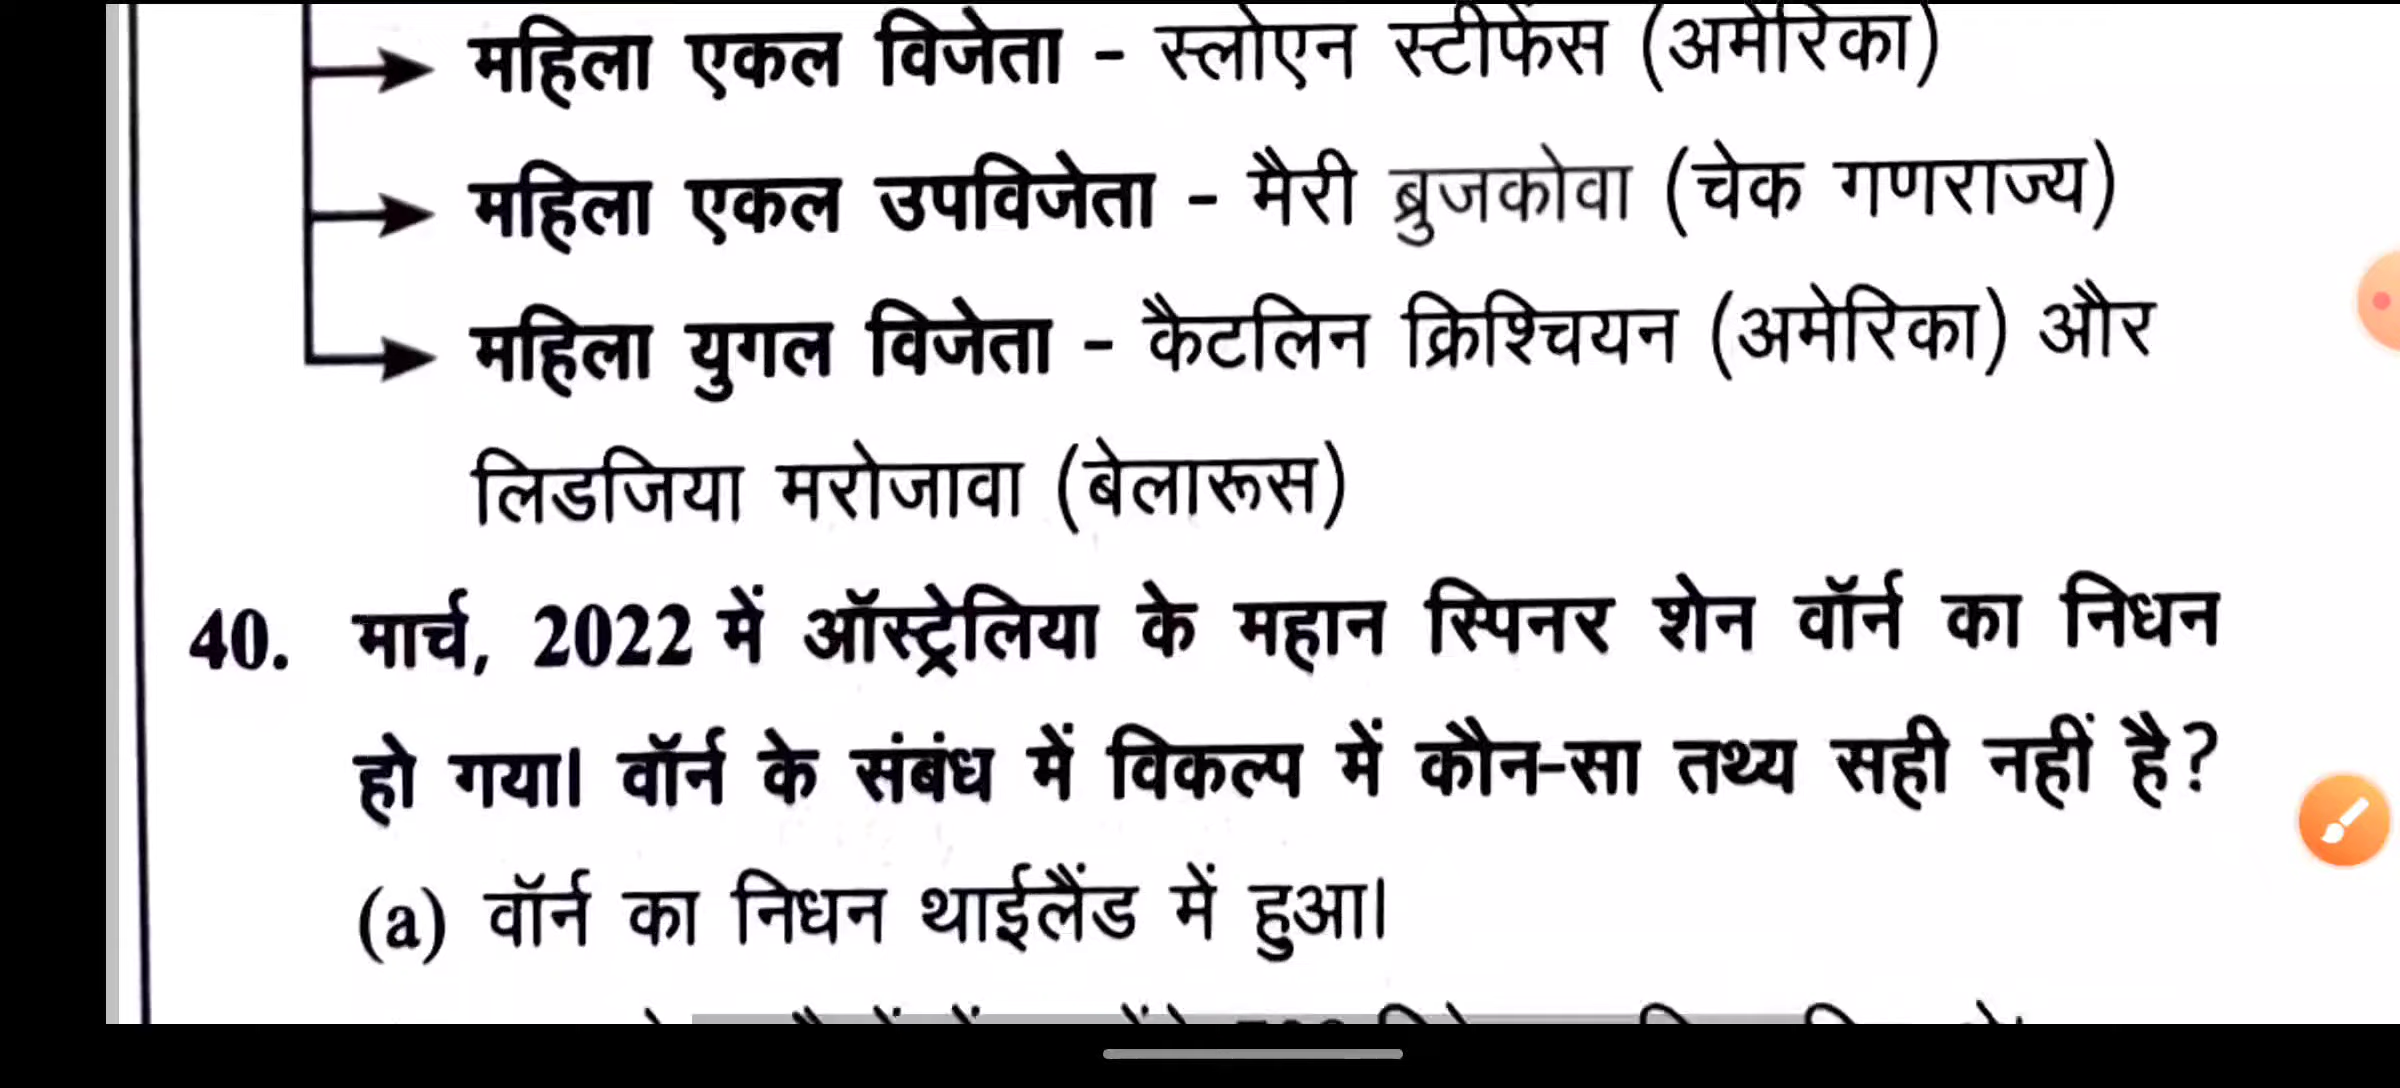 महिला एकल विजेता - स्लोएन स्टीफेंस (अमेरिका)
महिला एकल उपविजेता - मैरी ब्रुजकोवा (चेक गणराज्य)
महिला युगल विजेता - कैटलिन क्रिश्चियन (अमेरिका) और
लिडजिया मरोजावा (बेलारूस)
40. मार्च, 2022 में ऑस्ट्रेलिया के महान स्पिनर शेन वॉर्न का निधन
हो गया। वॉर्न के संबंध में विकल्प में कौन-सा तथ्य सही नहीं है?
(a) वॉर्न का निधन थाईलैंड में हुआ।